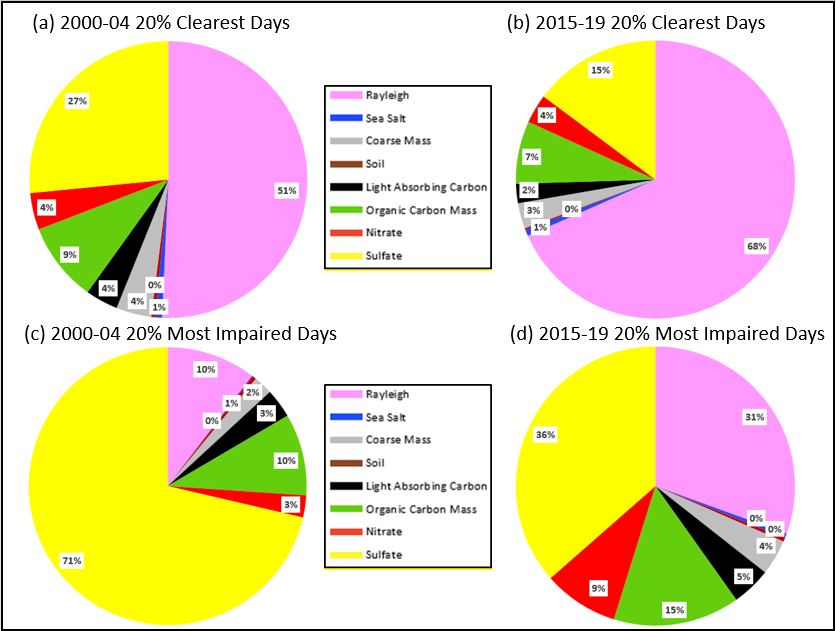 (a) 2000-04 20% Clearest Days
(b) 2015-19 20% Clearest Days
27%
51%
4%
9%
4%
4%
0%
1%
Rayleigh
Sea Salt
Coarse Mass
Soil
Light Absorbing Carbon
Organic Carbon Mass
Nitrate
Sulfate
15%
4%
7%
2%
3%
0%
1%
68%
(c) 2000-04 20% Most Impaired Days
(d) 2015-19 20% Most Impaired Days
10%
2%
1%
0%
3%
10%
3%
71%
Rayleigh
Sea Salt
Coarse Mass
Soil
Light Absorbing Carbon
Organic Carbon Mass
Nitrate
Sulfate
36%
31%
0%
0%
4%
5%
15%
9%